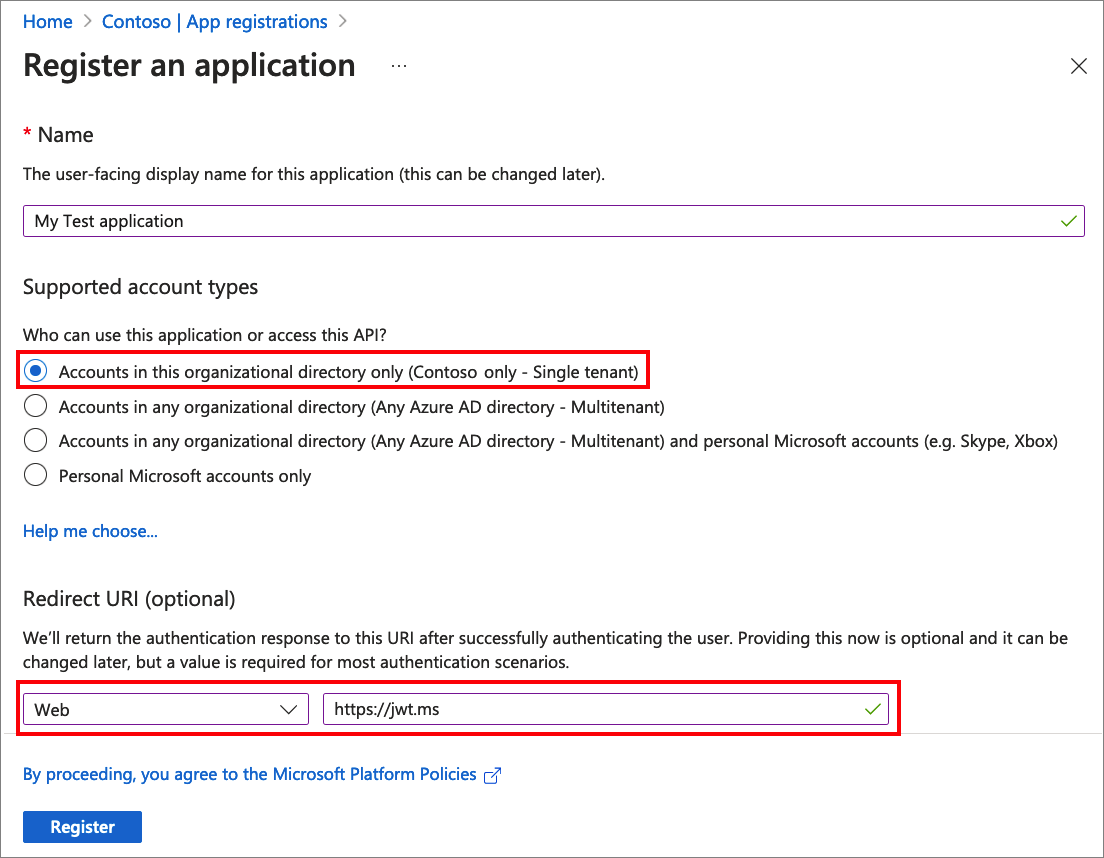 Home > Contoso | App registrations >
Register an application ...
* Name
The user-facing display name for this application (this can be changed later).
My Test application
Supported account types
Who can use this application or access this API?
Accounts in this organizational directory only (Contoso only - Single tenant)
Accounts in any organizational directory (Any Azure AD directory - Multitenant)
Accounts in any organizational directory (Any Azure AD directory - Multitenant) and personal Microsoft accounts (e.g. Skype, Xbox)
Personal Microsoft accounts only
Help me choose...
Redirect URI (optional)
We’ll return the authentication response to this URI after successfully authenticating the user. Providing this now is optional and it can be
changed later, but a value is required for most authentication scenarios.
Web https://jwt.ms
By proceeding, you agree to the Microsoft Platform Policies
Register